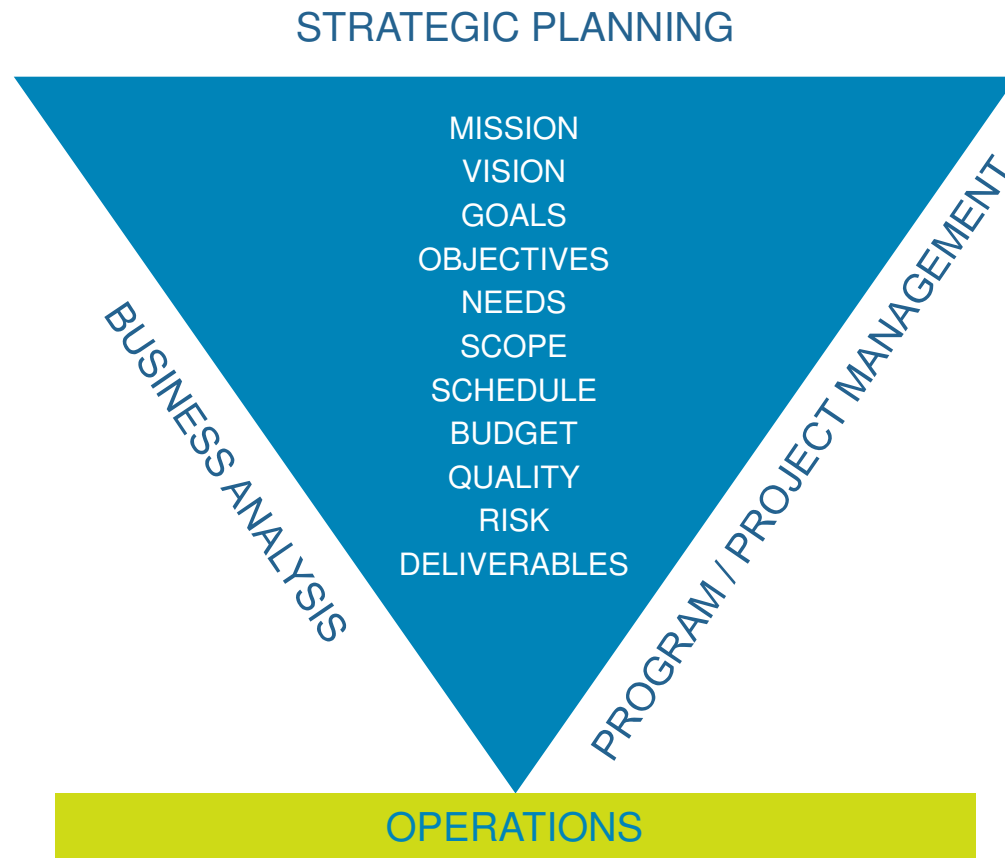 STRATEGIC PLANNING
MISSION
VISION
GOALS
OBJECTIVES
NEEDS
SCOPE
SCHEDULE
BUDGET
QUALITY
RISK
DELIVERABLES
BUSINESS ANALYSIS
PROGRAM / PROJECT MANAGEMENT
OPERATIONS